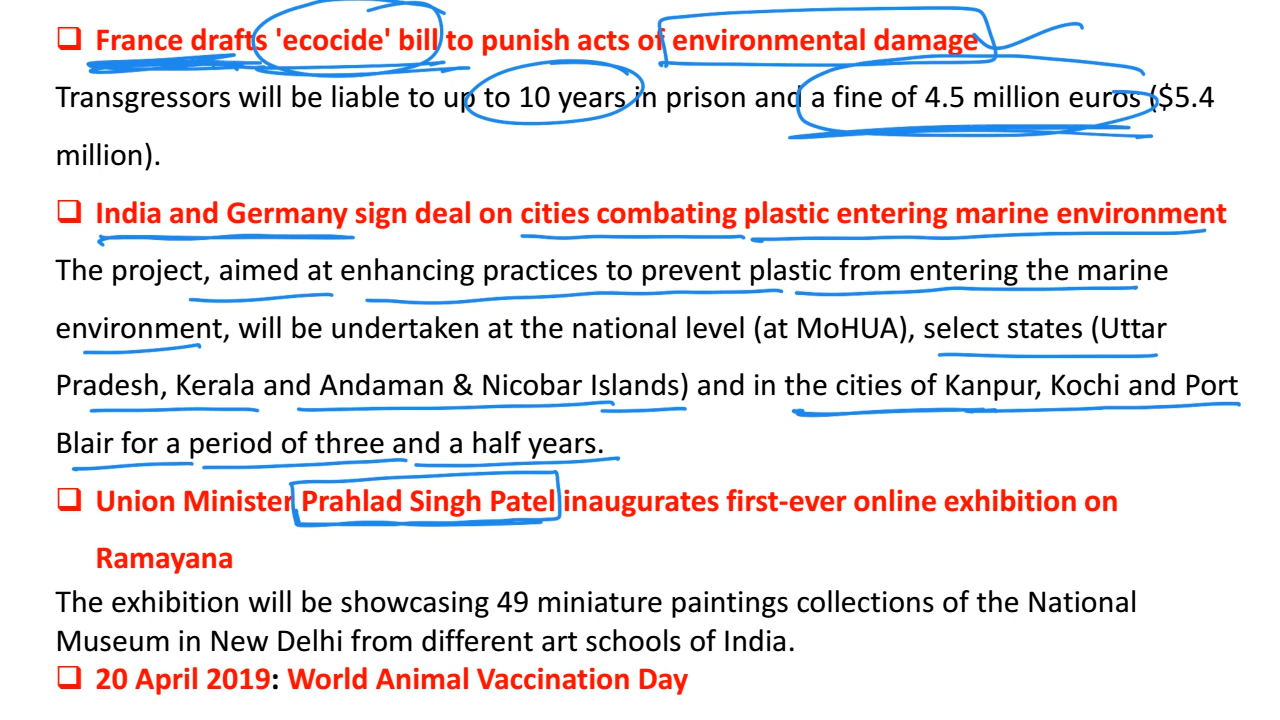 ❑ France drafts 'ecocide' bill to punish acts of environmental damage
Transgressors will be liable to up to 10 years in prison and a fine of 4.5 million euros ($5.4
million).
❑ India and Germany sign deal on cities combating plastic entering marine environment
The project, aimed at enhancing practices to prevent plastic from entering the marine
environment, will be undertaken at the national level (at MoHUA), select states (Uttar
Pradesh, Kerala and Andaman & Nicobar Islands) and in the cities of Kanpur, Kochi and Port
Blair for a period of three and a half years.
❑ Union Minister Prahlad Singh Patel inaugurates first-ever online exhibition on
Ramayana
The exhibition will be showcasing 49 miniature paintings collections of the National
Museum in New Delhi from different art schools of India.
❑ 20 April 2019: World Animal Vaccination Day